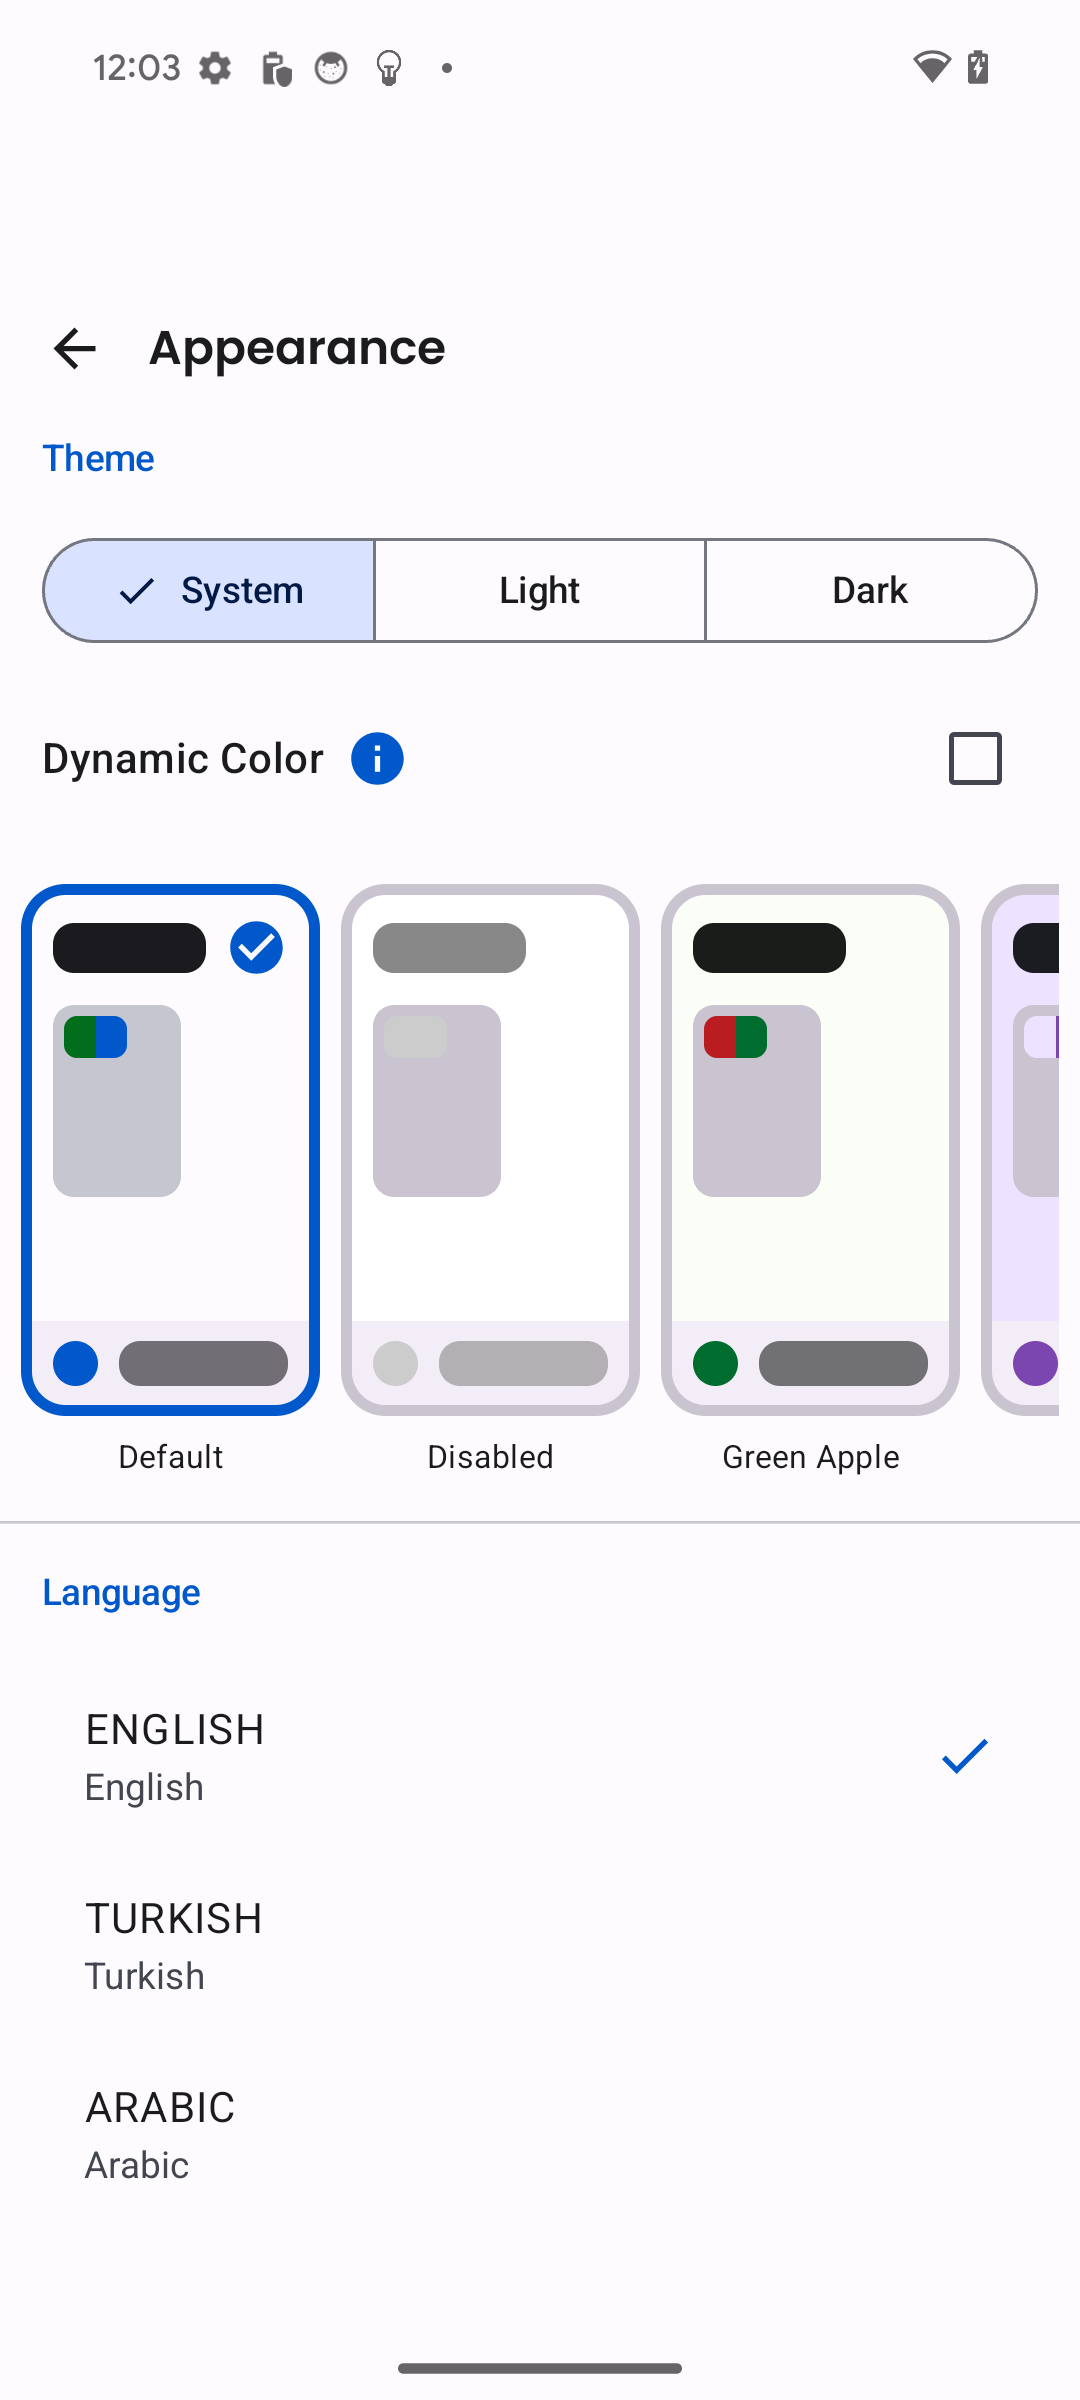 12:03
Appearance
Theme
System
Light
Dark
Dynamic Color
Default
Disabled
Green Apple
Language
ENGLISH
English
TURKISH
Turkish
ARABIC
Arabic